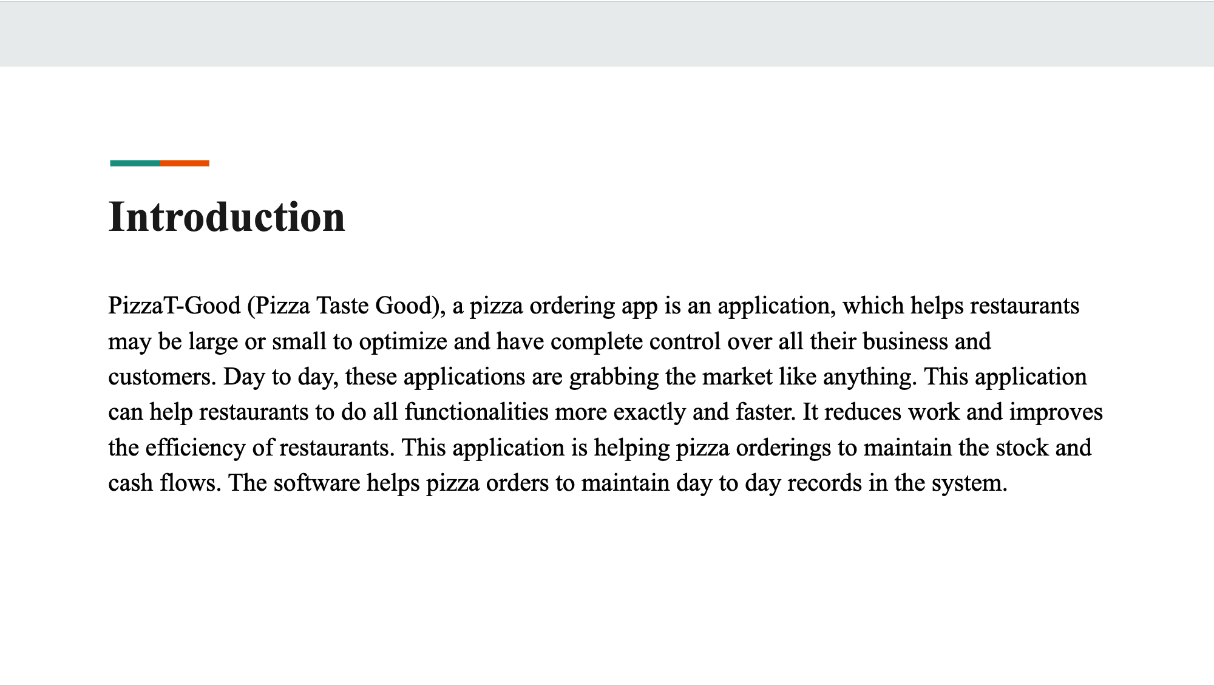 Introduction
PizzaT-Good (Pizza Taste Good), a pizza ordering app is an application, which helps restaurants
may be large or small to optimize and have complete control over all their business and
customers. Day to day, these applications are grabbing the market like anything. This application
can help restaurants to do all functionalities more exactly and faster. It reduces work and improves
the efficiency of restaurants. This application is helping pizza orderings to maintain the stock and
cash flows. The software helps pizza orders to maintain day to day records in the system.